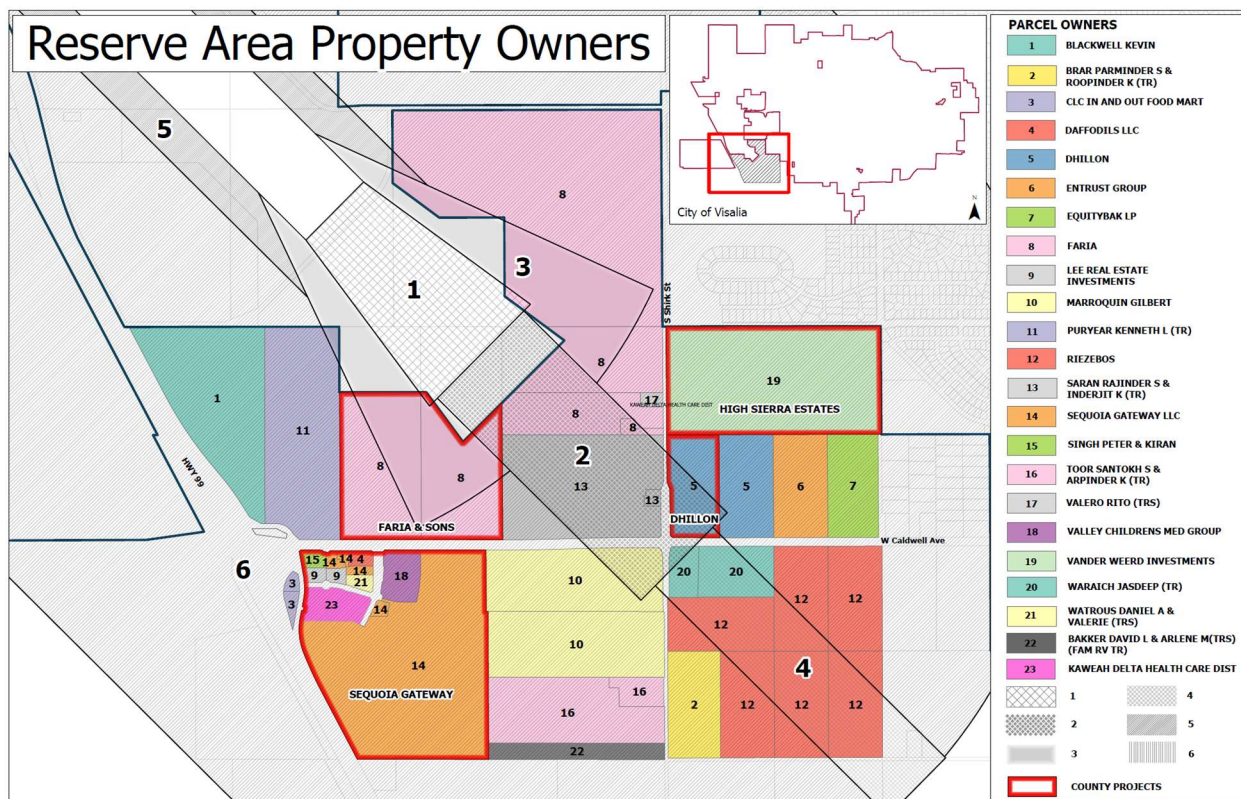 Reserve Area Property Owners
5
8
3
1
8
S Shirk St
17
KAWEAH DELTA HEALTH CARE DIST
8
8
19
HIGH SIERRA ESTATES
1
11
8
8
FARIA & SONS
2
13
13
5
DHILLON
5
6
7
HWY 99
W Caldwell Ave
6
15
14
14
4
9
9
14
21
18
3
3
23
14
14
SEQUOIA GATEWAY
10
10
16
16
22
20
20
12
12
12
4
2
12
12
12
City of Visalia
N
PARCEL OWNERS
1 BLACKWELL KEVIN
2 BRAR PARMINDER S &
ROOPINDER K (TR)
3 CLC IN AND OUT FOOD MART
4 DAFFODILS LLC
5 DHILLON
6 ENTRUST GROUP
7 EQUITYBAK LP
8 FARIA
9 LEE REAL ESTATE
INVESTMENTS
10 MARROQUIN GILBERT
11 PURYEAR KENNETH L (TR)
12 RIEZEBOS
13 SARAN RAJINDER S &
INDERJIT K (TR)
14 SEQUOIA GATEWAY LLC
15 SINGH PETER & KIRAN
16 TOOR SANTOKH S &
ARPINDER K (TR)
17 VALERO RITO (TRS)
18 VALLEY CHILDRENS MED GROUP
19 VANDER WEERD INVESTMENTS
20 WARAICH JASDEEP (TR)
21 WATROUS DANIEL A &
VALERIE (TRS)
22 BAKKER DAVID L & ARLENE M(TRS)
(FAM RV TR)
23 KAWEAH DELTA HEALTH CARE DIST
1 4
2 5
3 6
COUNTY PROJECTS